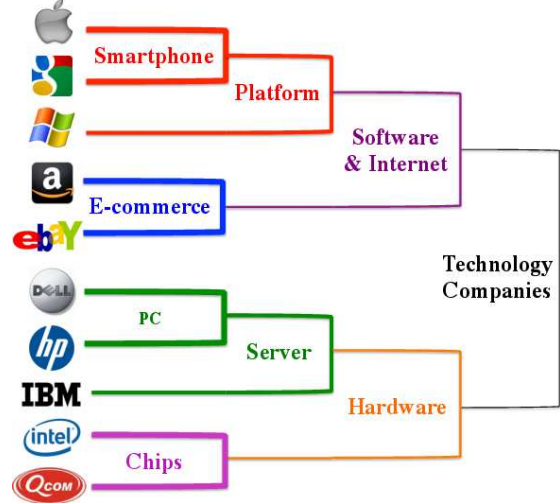 Smartphone
Platform
Software
& Internet
a
E-commerce
ebaY
Technology
Companies
DELL
PC
hp
Server
IBM
Hardware
intel
Chips
QCOM